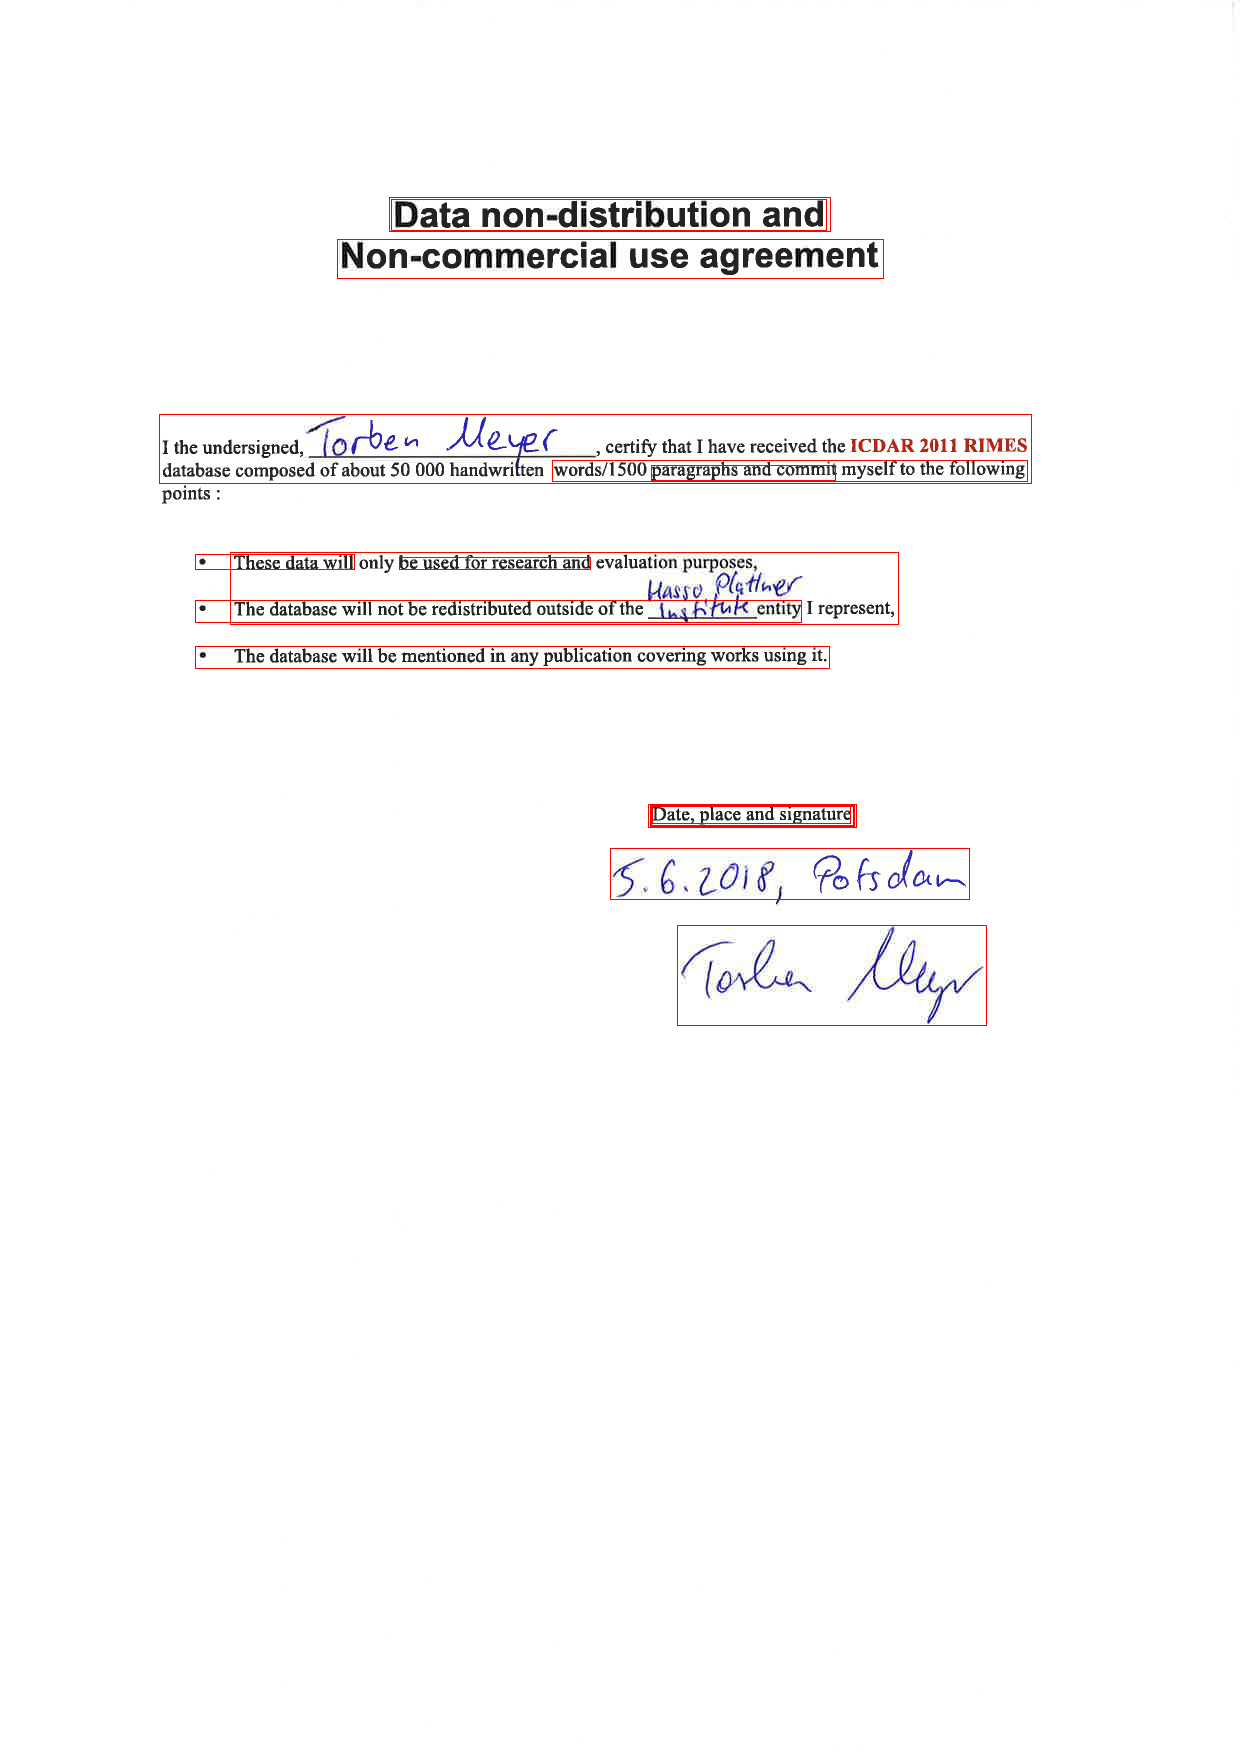 Data non-distribution and
Non-commercial use agreement
I the undersigned, Torben Meyer, certify that I have received the ICDAR 2011 RIMES
database composed of about 50 000 handwritten words/1500 paragraphs and commit myself to the following
points :
• These data will only be used for research and evaluation purposes,
Hasso Plattner
• The database will not be redistributed outside of the Institute entity I represent,
• The database will be mentioned in any publication covering works using it.
Date, place and signature
5.6.2018, Potsdam
Torben Meyer